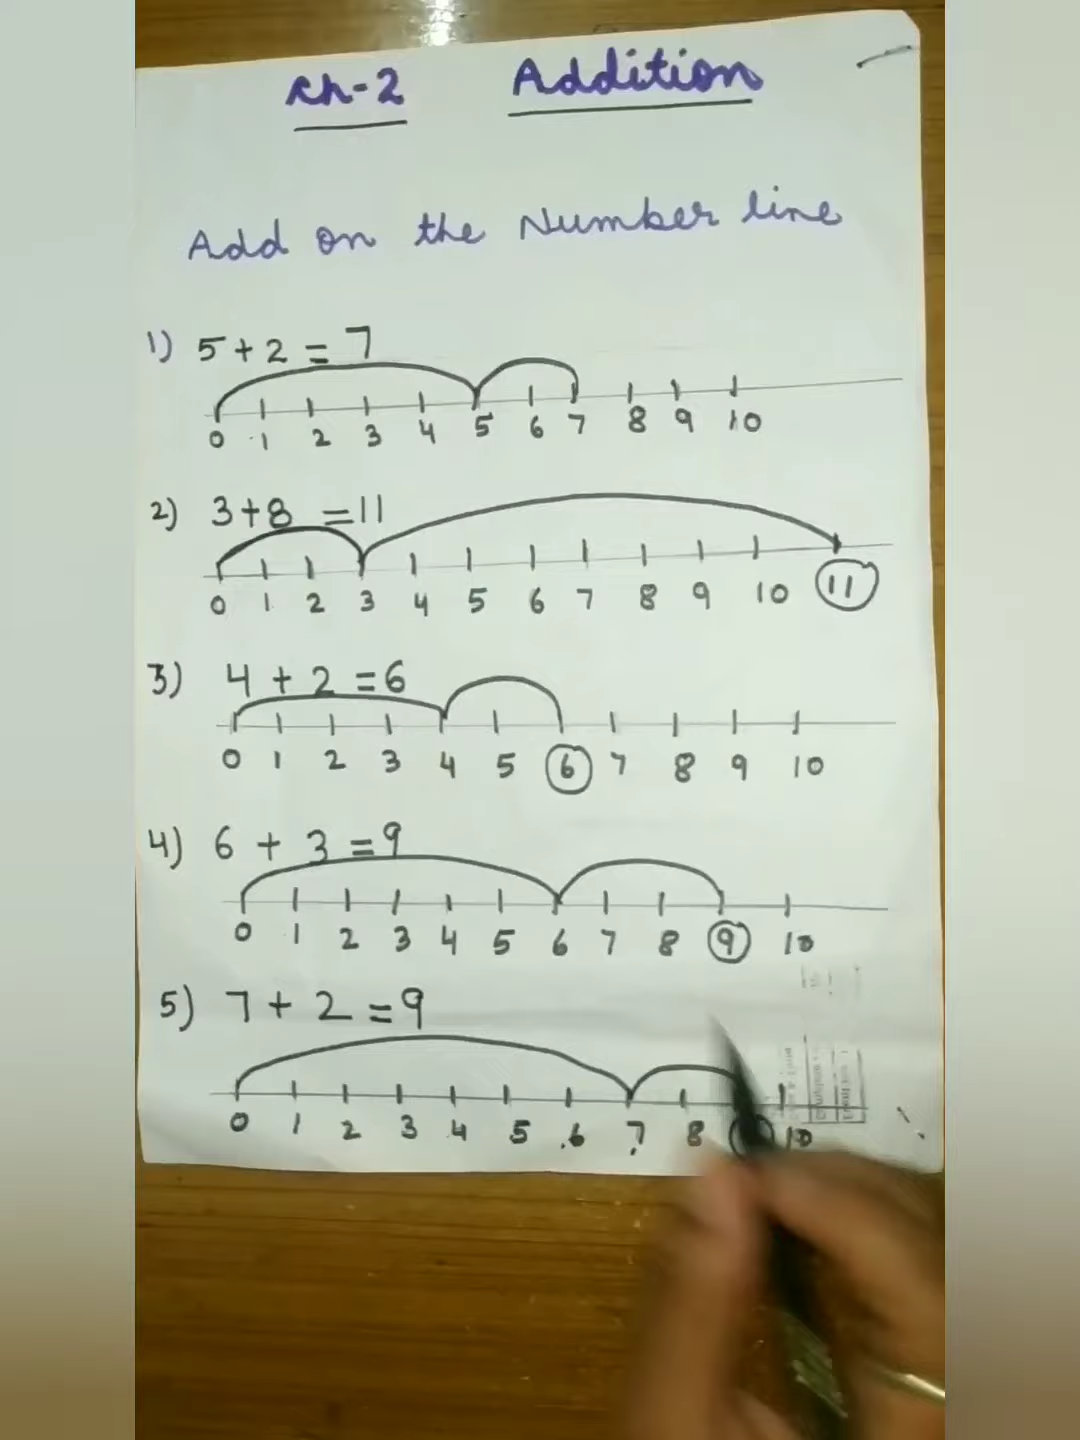 Ch-2 Addition
Add on the Number line
1) 5+2 = 7
0 1 2 3 4 5 6 7 8 9 10
2) 3+8 =11
0 1 2 3 4 5 6 7 8 9 10 11
3) 4 + 2 =6
0 1 2 3 4 5 6 7 8 9 10
4) 6 + 3 =9
0 1 2 3 4 5 6 7 8 9 10
5) 7 + 2 =9
0 1 2 3 4 5 6 7 8 10